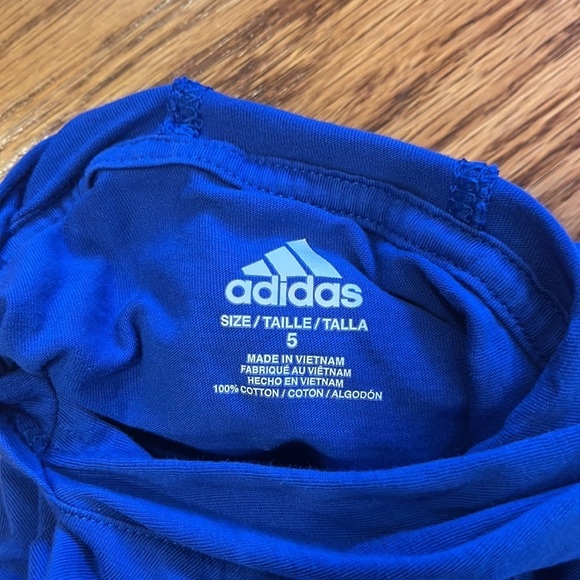 adidas
SIZE/TAILLE/TALLA
5
MADE IN VIETNAM
FABRIQUÉ AU VIÊTNAM
HECHO EN VIETNAM
100% COTTON/COTON/ALGODÓN